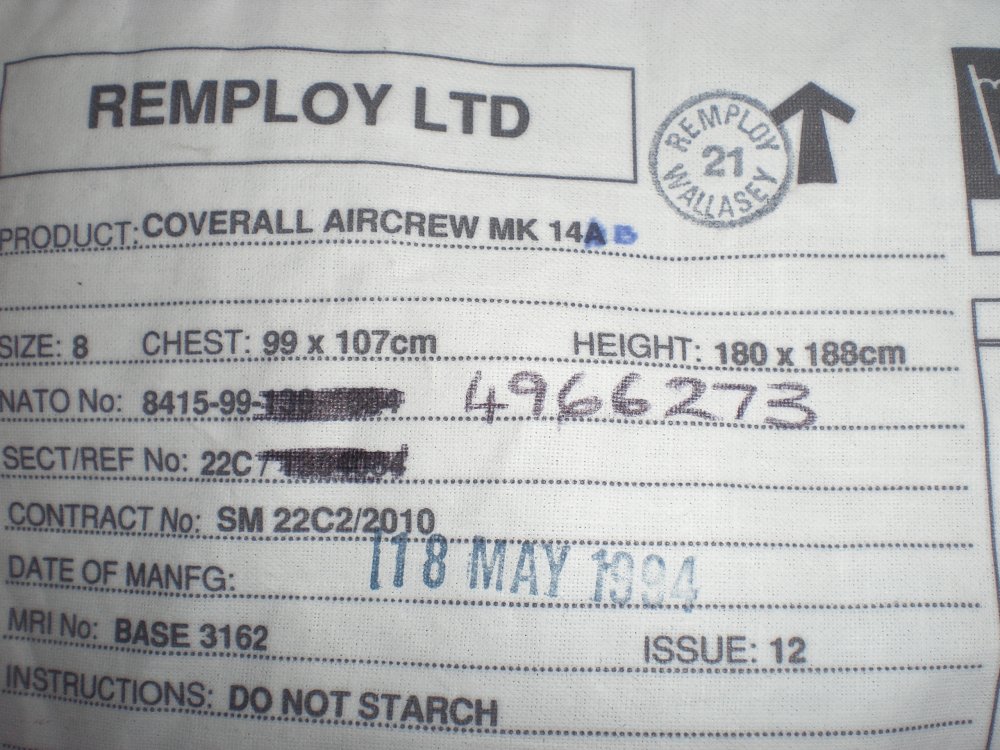 REMPLOY LTD
REMPLOY 21 WALLASEY
PRODUCT: COVERALL AIRCREW MK 14A B
SIZE: 8 CHEST: 99 x 107cm HEIGHT: 180 x 188cm
NATO No: 8415-99- 4966273
SECT/REF No: 22C
CONTRACT No: SM 22C2/2010
DATE OF MANFG: 18 MAY 1994
MRI No: BASE 3162 ISSUE: 12
INSTRUCTIONS: DO NOT STARCH